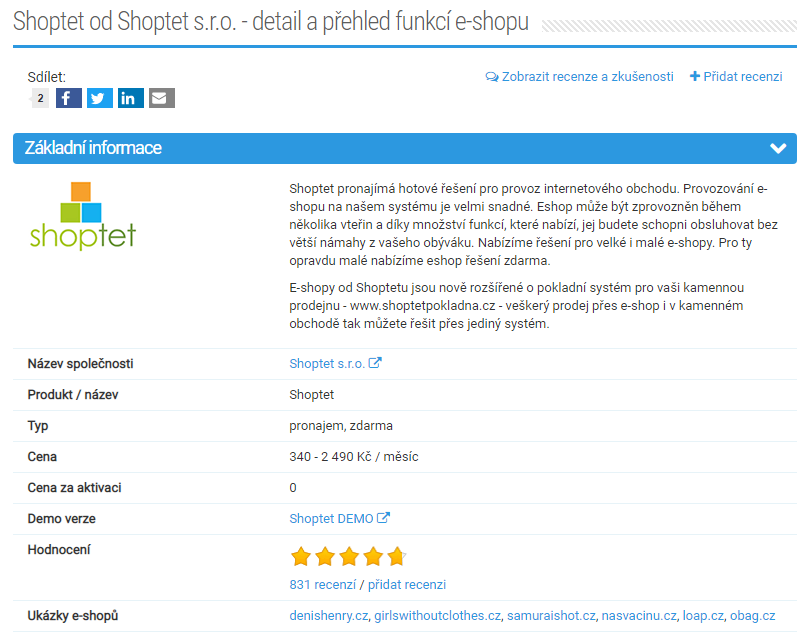 Shoptet od Shoptet s.r.o. - detail a přehled funkcí e-shopu
Sdílet:
Zobrazit recenze a zkušenosti
Přidat recenzi
2
Základní informace
shoptet
Shoptet pronajímá hotové řešení pro provoz internetového obchodu. Provozování e-
shopu na našem systému je velmi snadné. Eshop může být zprovozněn během
několika vteřin a díky množství funkcí, které nabízí, jej budete schopni obsluhovat bez
větší námahy z vašeho obýváku. Nabízíme řešení pro velké i malé e-shopy. Pro ty
opravdu malé nabízíme eshop řešení zdarma.
E-shopy od Shoptetu jsou nově rozšířené o pokladní systém pro vaši kamennou
prodejnu - www.shoptetpokladna.cz - veškerý prodej přes e-shop i v kamenném
obchodě tak můžete řešit přes jediný systém.
Název společnosti Shoptet s.r.o.
Produkt / název Shoptet
Typ pronajem, zdarma
Cena 340 - 2 490 Kč / měsíc
Cena za aktivaci 0
Demo verze Shoptet DEMO
Hodnocení
831 recenzí / přidat recenzi
Ukázky e-shopů denishenry.cz, girlswithoutclothes.cz, samuraishot.cz, nasvacinu.cz, loap.cz, obag.cz